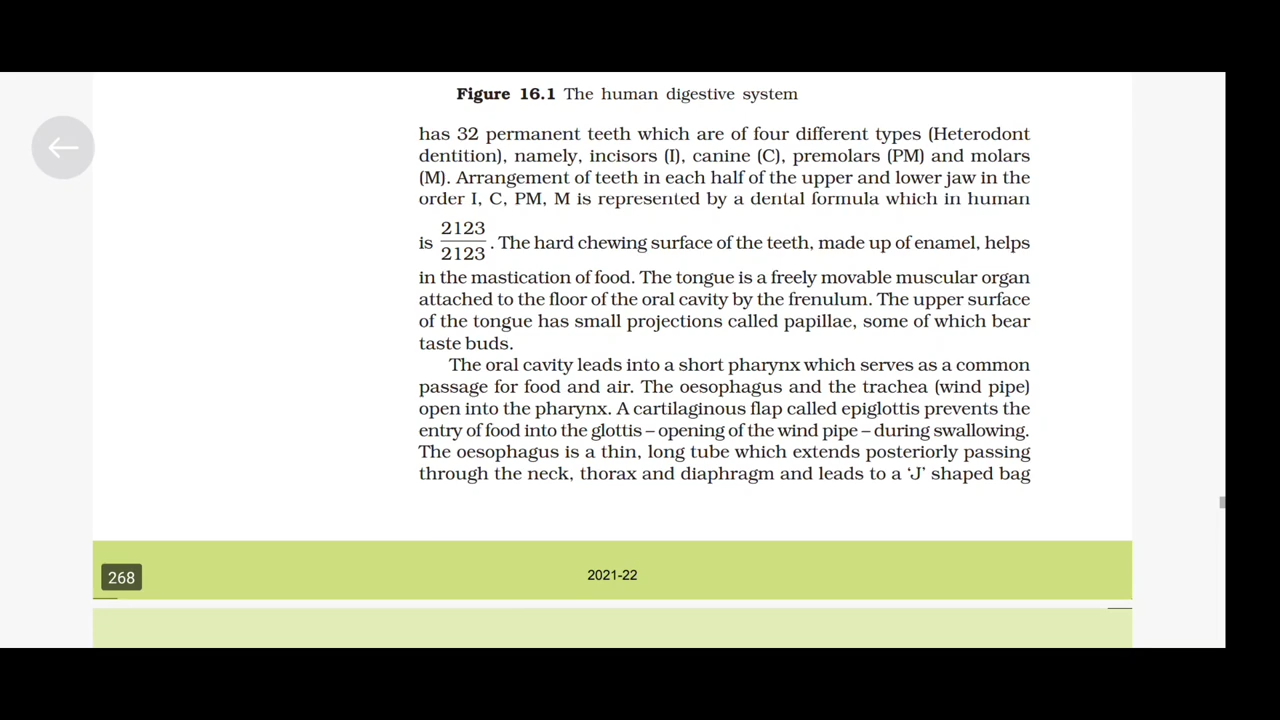 Figure 16.1 The human digestive system
has 32 permanent teeth which are of four different types (Heterodont
dentition), namely, incisors (I), canine (C), premolars (PM) and molars
(M). Arrangement of teeth in each half of the upper and lower jaw in the
order I, C, PM, M is represented by a dental formula which in human
is 2123/2123 . The hard chewing surface of the teeth, made up of enamel, helps
in the mastication of food. The tongue is a freely movable muscular organ
attached to the floor of the oral cavity by the frenulum. The upper surface
of the tongue has small projections called papillae, some of which bear
taste buds.
The oral cavity leads into a short pharynx which serves as a common
passage for food and air. The oesophagus and the trachea (wind pipe)
open into the pharynx. A cartilaginous flap called epiglottis prevents the
entry of food into the glottis – opening of the wind pipe – during swallowing.
The oesophagus is a thin, long tube which extends posteriorly passing
through the neck, thorax and diaphragm and leads to a ‘J’ shaped bag
268
2021-22